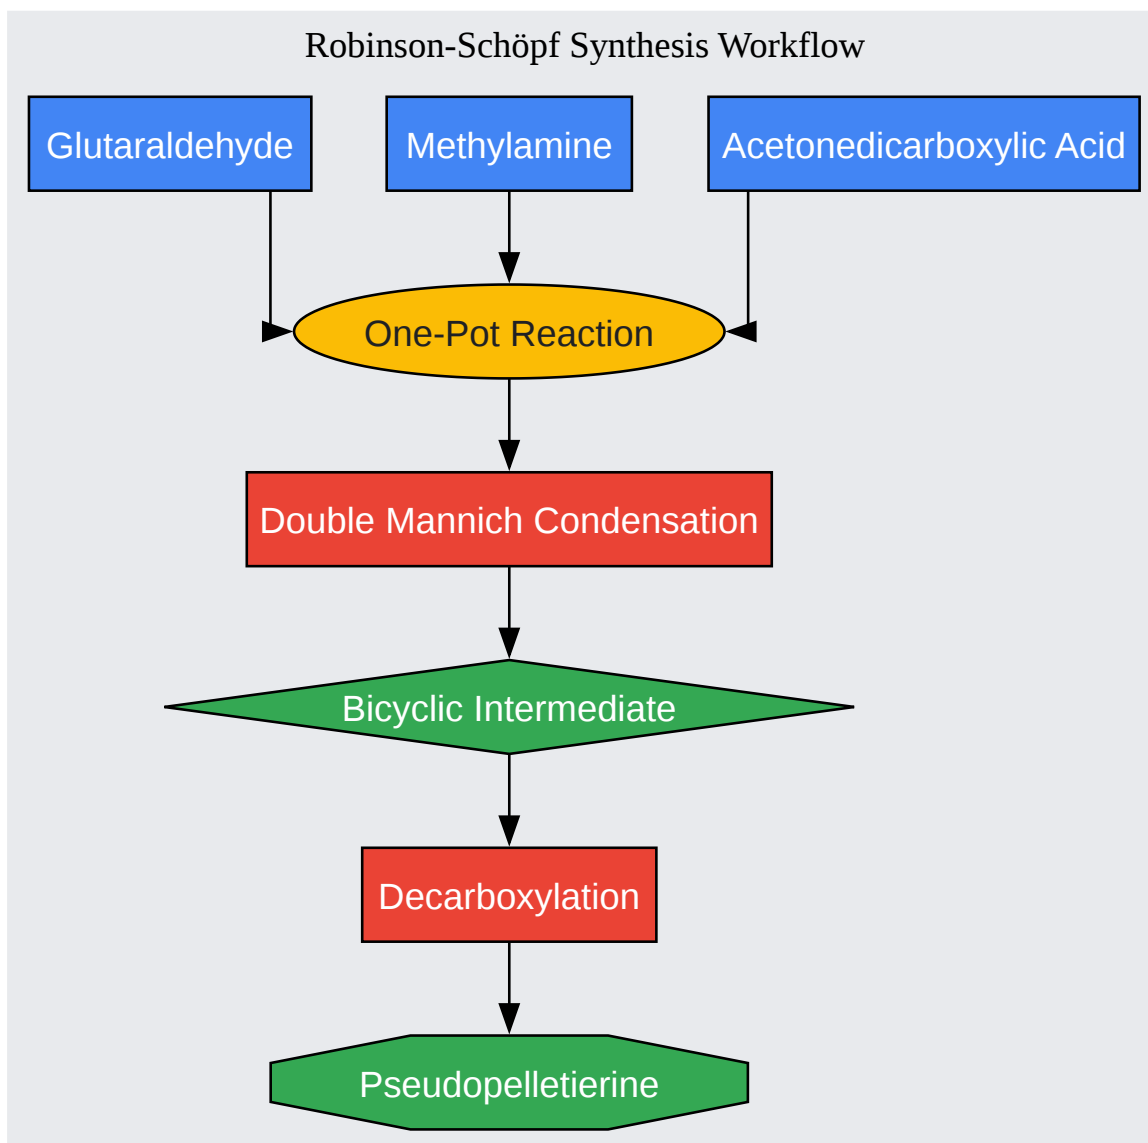 Robinson-Schöpf Synthesis Workflow
Glutaraldehyde
Methylamine
Acetonedicarboxylic Acid
One-Pot Reaction
Double Mannich Condensation
Bicyclic Intermediate
Decarboxylation
Pseudopelletierine